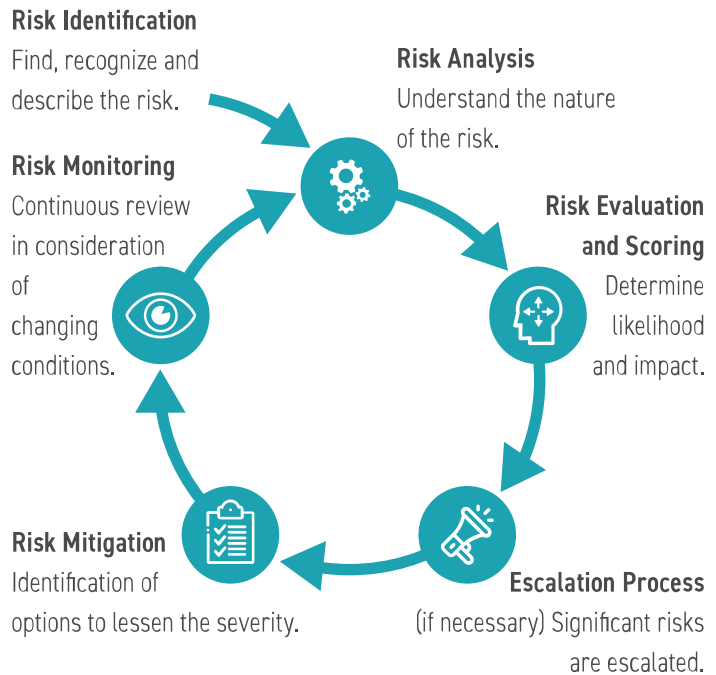 Risk Identification
Find, recognize and
describe the risk.
Risk Analysis
Understand the nature
of the risk.
Risk Evaluation
and Scoring
Determine
likelihood
and impact.
Escalation Process
(if necessary) Significant risks
are escalated.
Risk Mitigation
Identification of
options to lessen the severity.
Risk Monitoring
Continuous review
in consideration
of
changing
conditions.